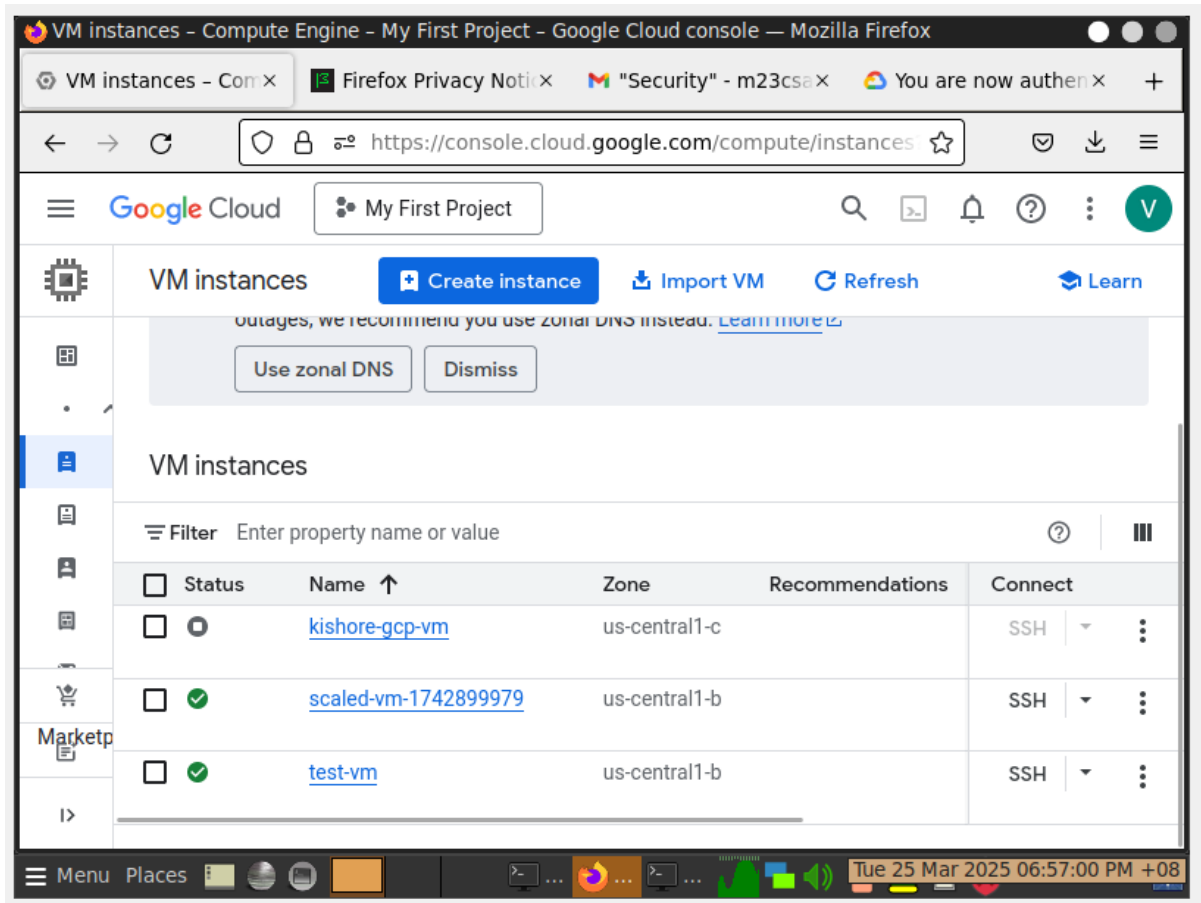 VM instances – Compute Engine – My First Project – Google Cloud console — Mozilla Firefox
VM instances – Com
Firefox Privacy Notic
"Security" - m23csa
You are now authen
https://console.cloud.google.com/compute/instances
Google Cloud
My First Project
V
VM instances
Create instance
Import VM
Refresh
Learn
outages, we recommend you use zonal DNS instead. Learn more
Use zonal DNS
Dismiss
VM instances
Filter Enter property name or value
Status Name Zone Recommendations Connect
kishore-gcp-vm us-central1-c SSH
scaled-vm-1742899979 us-central1-b SSH
Marketp
test-vm us-central1-b SSH
Menu Places ... ... ... Tue 25 Mar 2025 06:57:00 PM +08